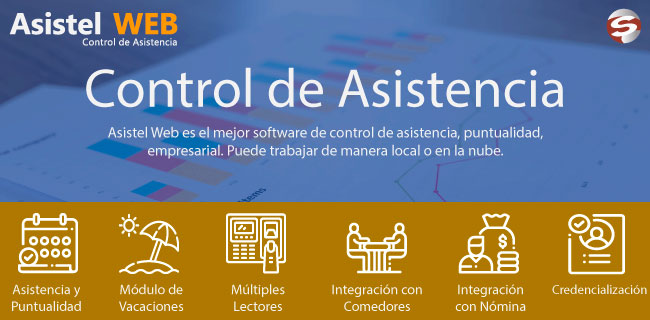 Asistel WEB
Control de Asistencia
Control de Asistencia
Asistel Web es el mejor software de control de asistencia, puntualidad,
empresarial. Puede trabajar de manera local o en la nube.
Asistencia y
Puntualidad
Módulo de
Vacaciones
Múltiples
Lectores
Integración con
Comedores
Integración
con Nómina
Credencialización